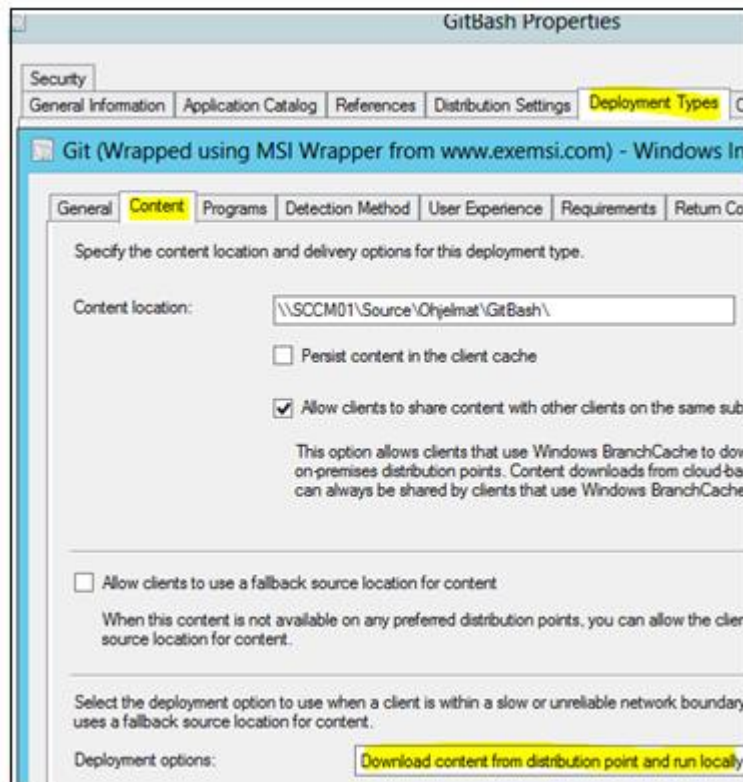 GitBash Properties
Security
General Information Application Catalog References Distribution Settings Deployment Types
Git (Wrapped using MSI Wrapper from www.exemsi.com) - Windows In
General Content Programs Detection Method User Experience Requirements Return Co
Specify the content location and delivery options for this deployment type.
Content location: \\SCCM01\Source\Ohjelmat\GitBash\
Persist content in the client cache
Allow clients to share content with other clients on the same sub
This option allows clients that use Windows BranchCache to dow
on-premises distribution points. Content downloads from cloud-ba
can always be shared by clients that use Windows BranchCache
Allow clients to use a fallback source location for content
When this content is not available on any preferred distribution points, you can allow the clien
source location for content.
Select the deployment option to use when a client is within a slow or unreliable network boundary
uses a fallback source location for content.
Deployment options: Download content from distribution point and run locally